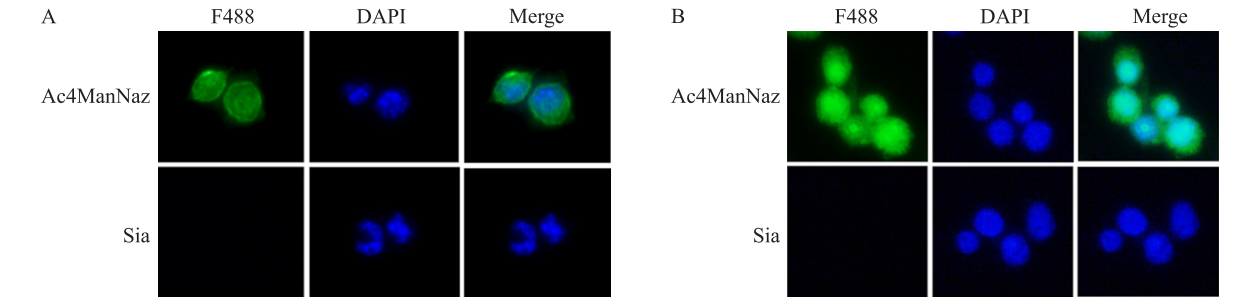 A F488 DAPI Merge
Ac4ManNaz
Sia
B F488 DAPI Merge
Ac4ManNaz
Sia